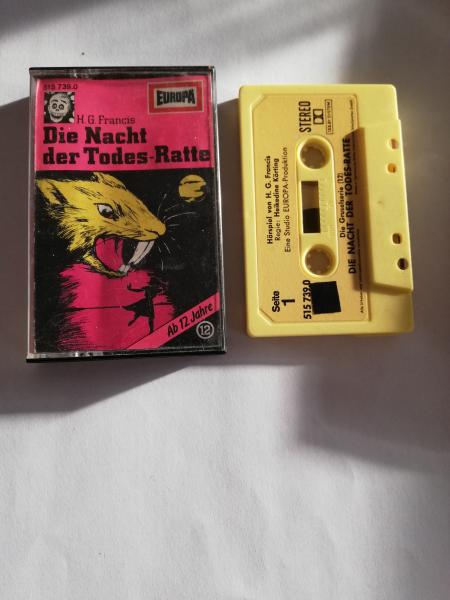 515 739.0
EUROPA
H. G. Francis
Die Nacht
der Todes-Ratte
Ab 12 Jahre
12
STEREO
Hörspiel von H. G. Francis
Regie: Heikedine Körting
Eine Studio EUROPA-Produktion
Seite
1
515 739.0
Die Gruselserie (12)
DIE NACHT DER TODES-RATTE